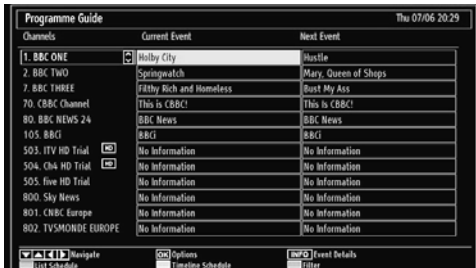 Programme Guide Thu 07/06 20:29
Channels Current Event Next Event
1. BBC ONE Holby City Hustle
2. BBC TWO Springwatch Mary, Queen of Shops
7. BBC THREE Filthy Rich and Homeless Bust My Ass
70. CBBC Channel This is CBBC! This Is CBBC!
80. BBC NEWS 24 BBC News BBC News
105. BBCi BBCi BBCi
503. ITV HD Trial HD No Information No Information
504. Ch4 HD Trial HD No Information No Information
505. five HD Trial No Information No Information
800. Sky News No Information No Information
801. CNBC Europe No Information No Information
802. TV5MONDE EUROPE No Information No Information
Navigate OK Options INFO Event Details
List Schedule Timeline Schedule Filter